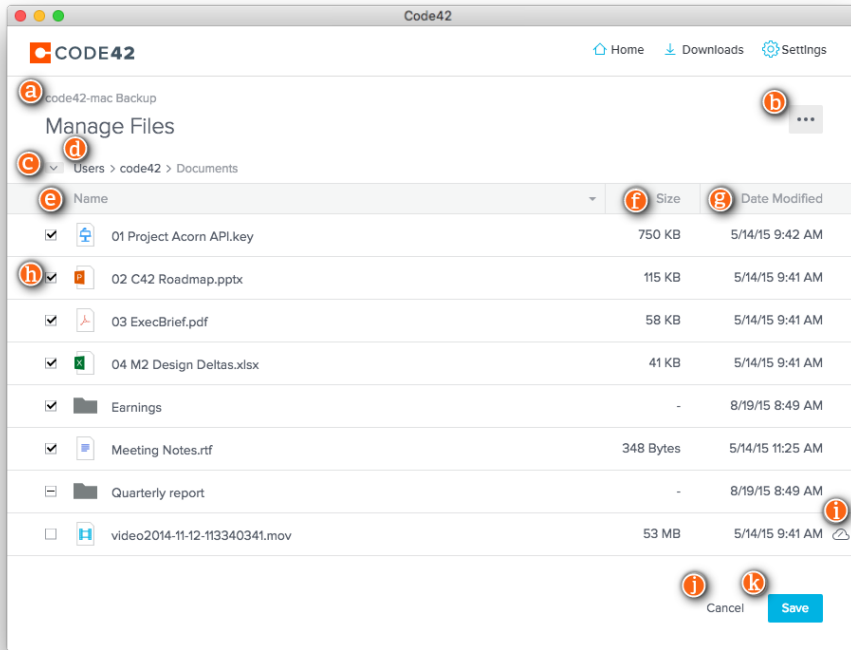 Code42
CODE42 Home Downloads Settings
a code42-mac Backup b
Manage Files ...
c d Users > code42 > Documents
e Name f Size g Date Modified
01 Project Acorn API.key 750 KB 5/14/15 9:42 AM
h 02 C42 Roadmap.pptx 115 KB 5/14/15 9:41 AM
03 ExecBrief.pdf 58 KB 5/14/15 9:41 AM
04 M2 Design Deltas.xlsx 41 KB 5/14/15 9:41 AM
Earnings - 8/19/15 8:49 AM
Meeting Notes.rtf 348 Bytes 5/14/15 11:25 AM
Quarterly report - 8/19/15 8:49 AM
i
video2014-11-12-113340341.mov 53 MB 5/14/15 9:41 AM
j k
Cancel Save